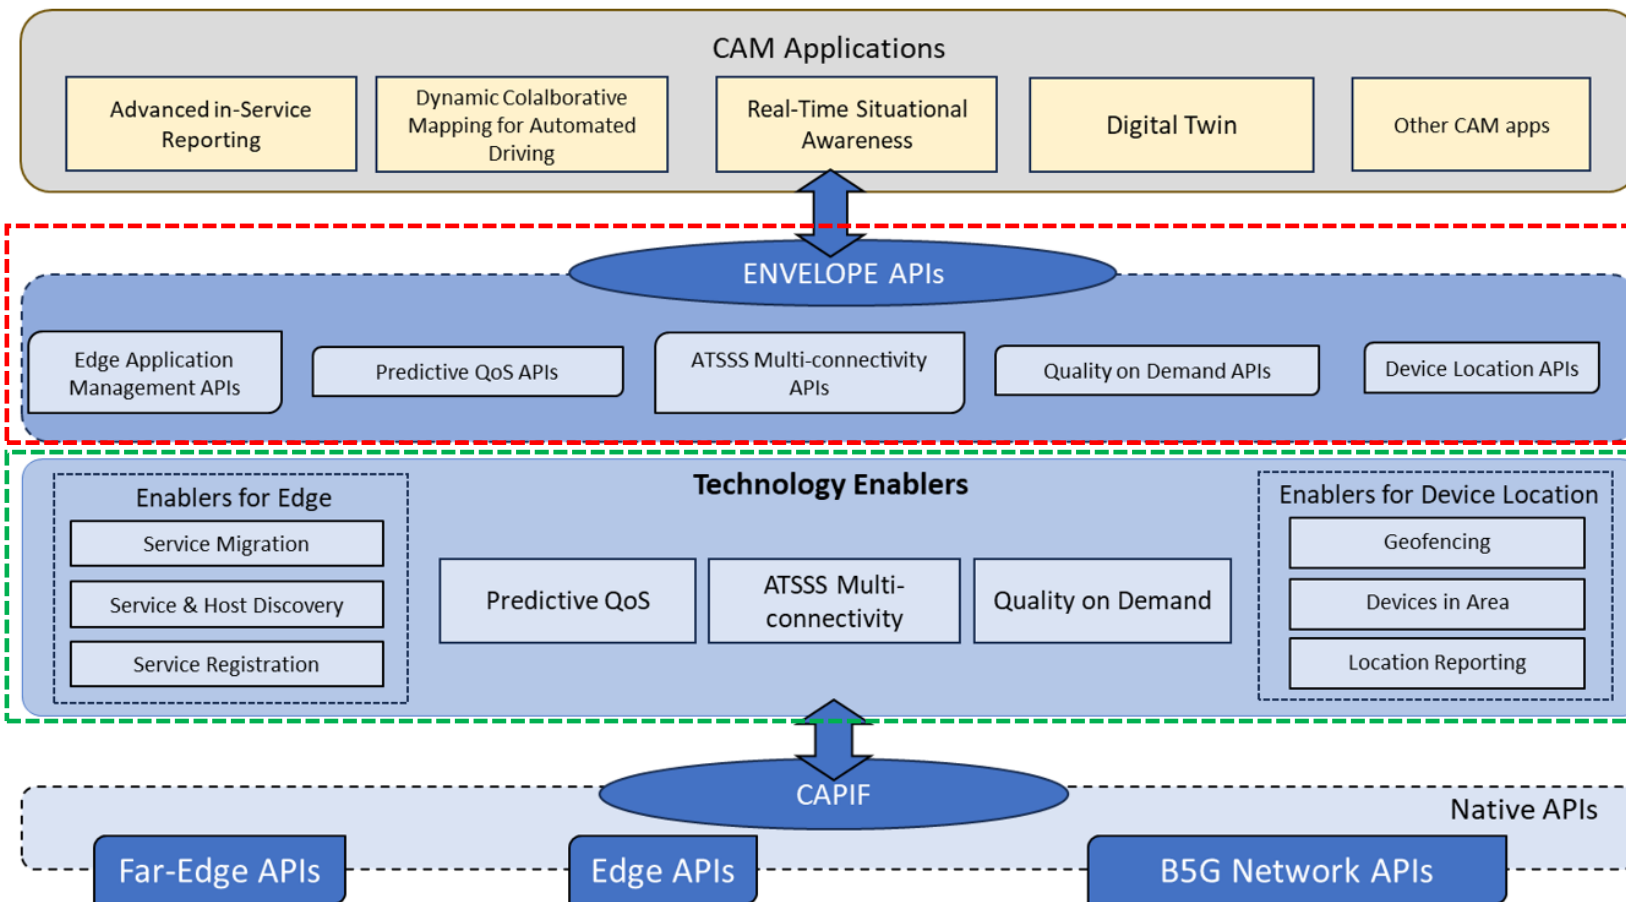 CAM Applications
Advanced in-Service
Reporting
Dynamic Colalborative
Mapping for Automated
Driving
Real-Time Situational
Awareness
Digital Twin
Other CAM apps
ENVELOPE APIs
Edge Application
Management APIs
Predictive QoS APIs
ATSSS Multi-connectivity
APIs
Quality on Demand APIs
Device Location APIs
Technology Enablers
Enablers for Edge
Service Migration
Service & Host Discovery
Service Registration
Predictive QoS
ATSSS Multi-
connectivity
Quality on Demand
Enablers for Device Location
Geofencing
Devices in Area
Location Reporting
CAPIF
Native APIs
Far-Edge APIs
Edge APIs
B5G Network APIs